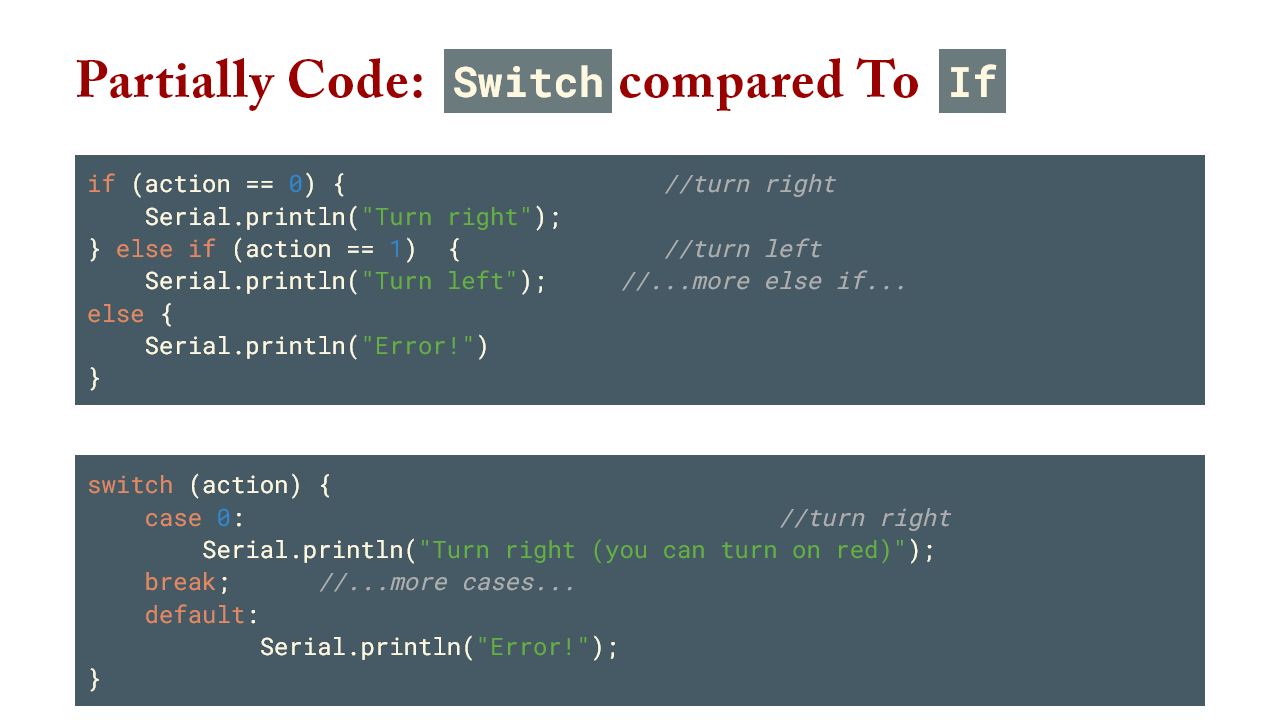 Partially Code: Switch compared To If
if (action == 0) {                      //turn right
    Serial.println("Turn right");
} else if (action == 1)  {              //turn left
    Serial.println("Turn left");     //...more else if...
else {
    Serial.println("Error!")
}
switch (action) {
    case 0:                                     //turn right
        Serial.println("Turn right (you can turn on red)");
    break;      //...more cases...
    default:
            Serial.println("Error!");
}